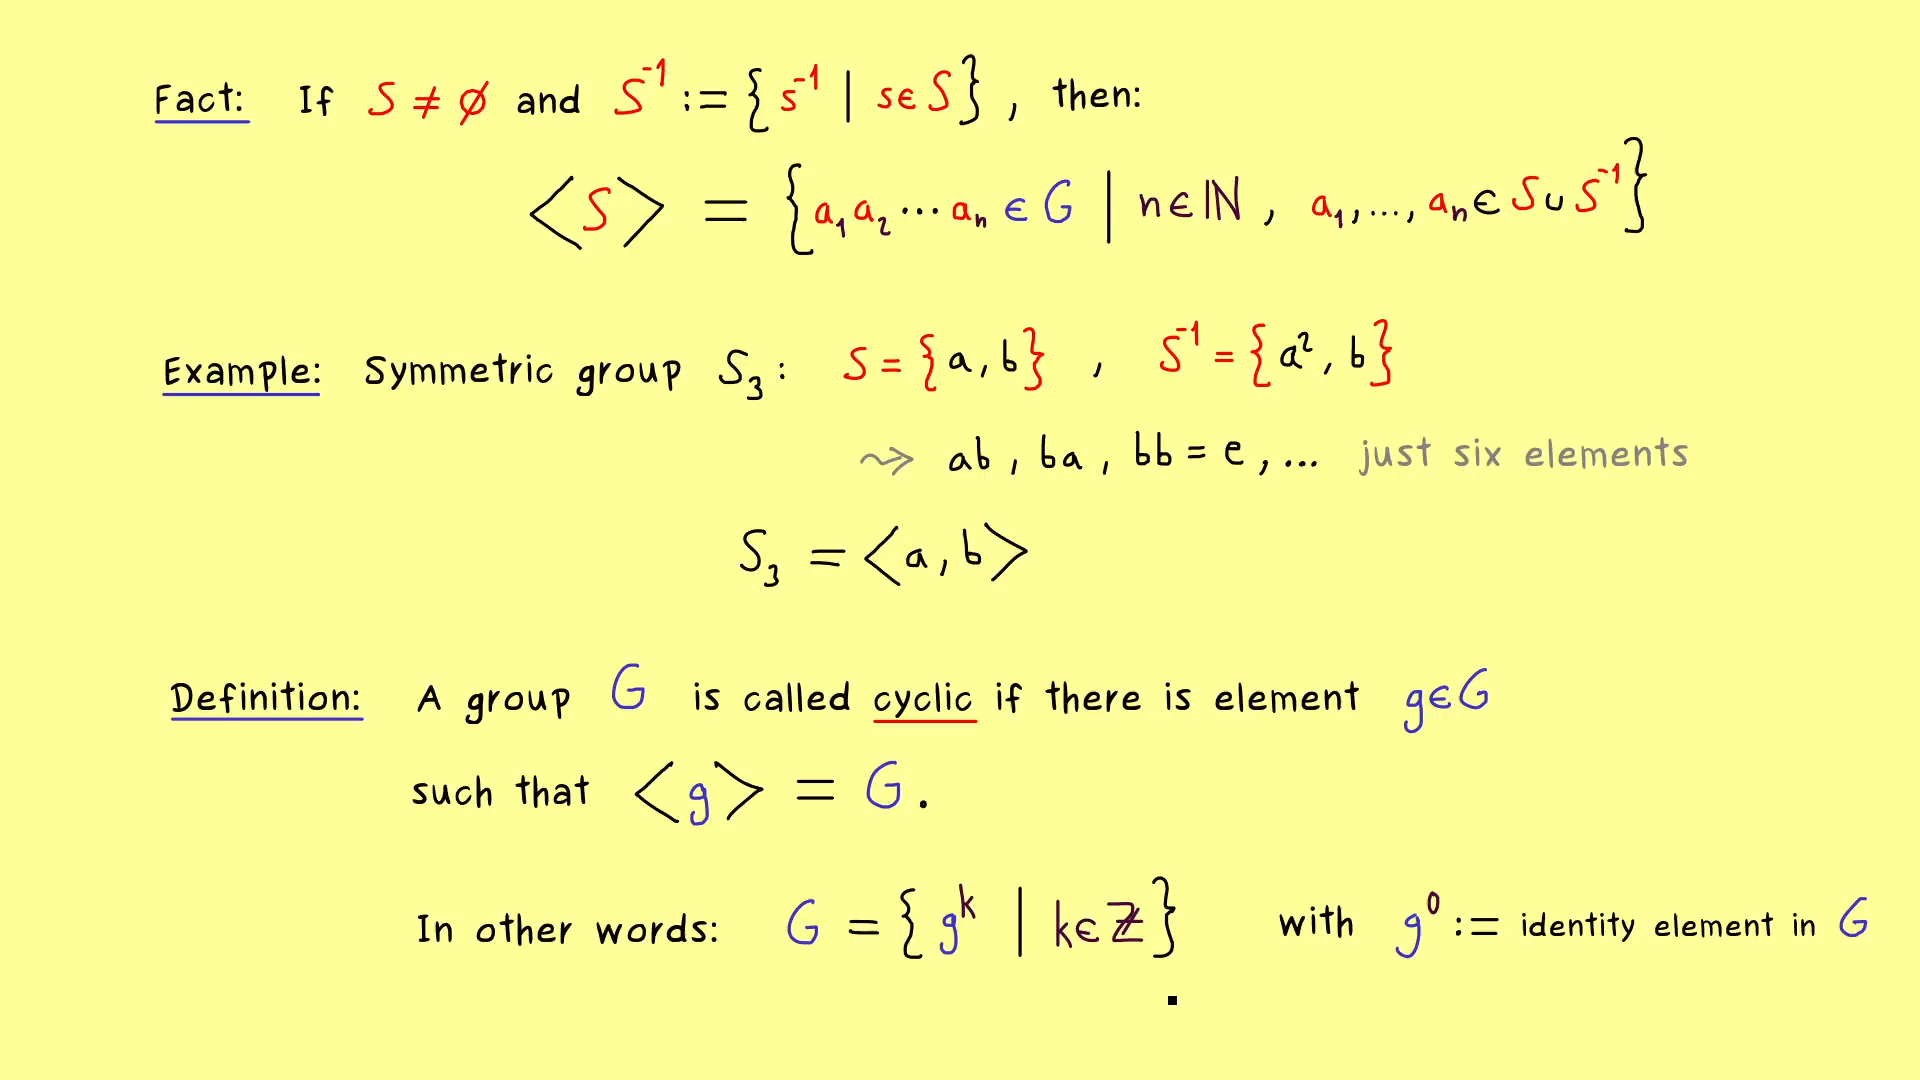 Fact: If S ≠ ∅ and S⁻¹ := {s⁻¹ | s∈S}, then:
<S> = {a₁a₂⋯aₙ ∈ G | n∈ℕ, a₁,…,aₙ∈ S∪S⁻¹}
Example: Symmetric group S₃: S = {a, b}, S⁻¹ = {a², b}
⇝ ab, ba, bb = e, … just six elements
S₃ = <a, b>
Definition: A group G is called cyclic if there is element g∈G
such that <g> = G.
In other words: G = {gᵏ | k∈ℤ} with g⁰ := identity element in G